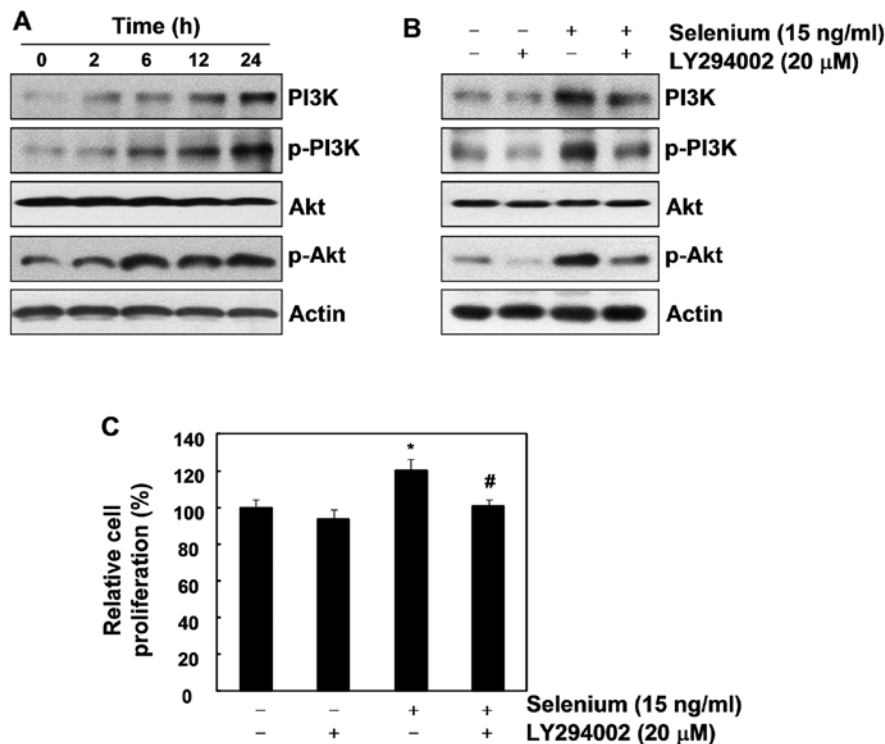 A
Time (h)
0 2 6 12 24
PI3K
p-PI3K
Akt
p-Akt
Actin
B
– – + + Selenium (15 ng/ml)
– + – + LY294002 (20 μM)
PI3K
p-PI3K
Akt
p-Akt
Actin
C
Relative cell
proliferation (%)
140
120
100
80
60
40
20
0
*
#
– – + + Selenium (15 ng/ml)
– + – + LY294002 (20 μM)